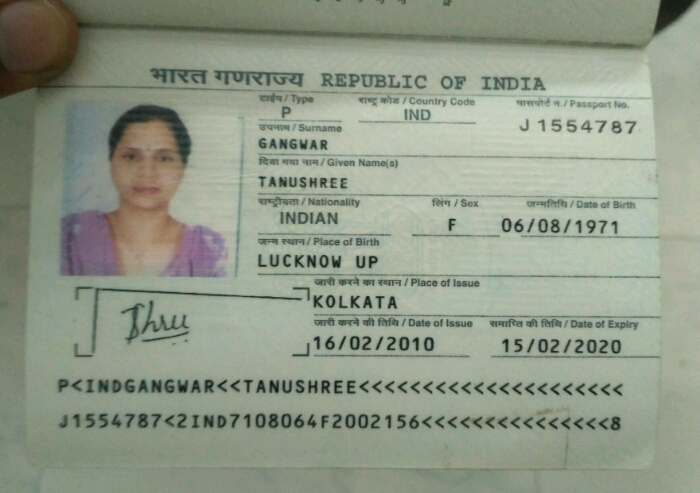 भारत गणराज्य REPUBLIC OF INDIA
टाईप / Type राष्ट्र कोड / Country Code पासपोर्ट न. / Passport No.
P IND J 1554787
उपनाम / Surname
GANGWAR
दिया गया नाम / Given Name(s)
TANUSHREE
राष्ट्रीयता / Nationality लिंग / Sex जन्मतिथि / Date of Birth
INDIAN F 06/08/1971
जन्म स्थान / Place of Birth
LUCKNOW UP
जारी करने का स्थान / Place of Issue
KOLKATA
जारी करने की तिथि / Date of Issue समाप्ति की तिथि / Date of Expiry
16/02/2010 15/02/2020
P<INDGANGWAR<<TANUSHREE<<<<<<<<<<<<<<<<<<<<<
J1554787<2IND7108064F2002156<<<<<<<<<<<<<<<8